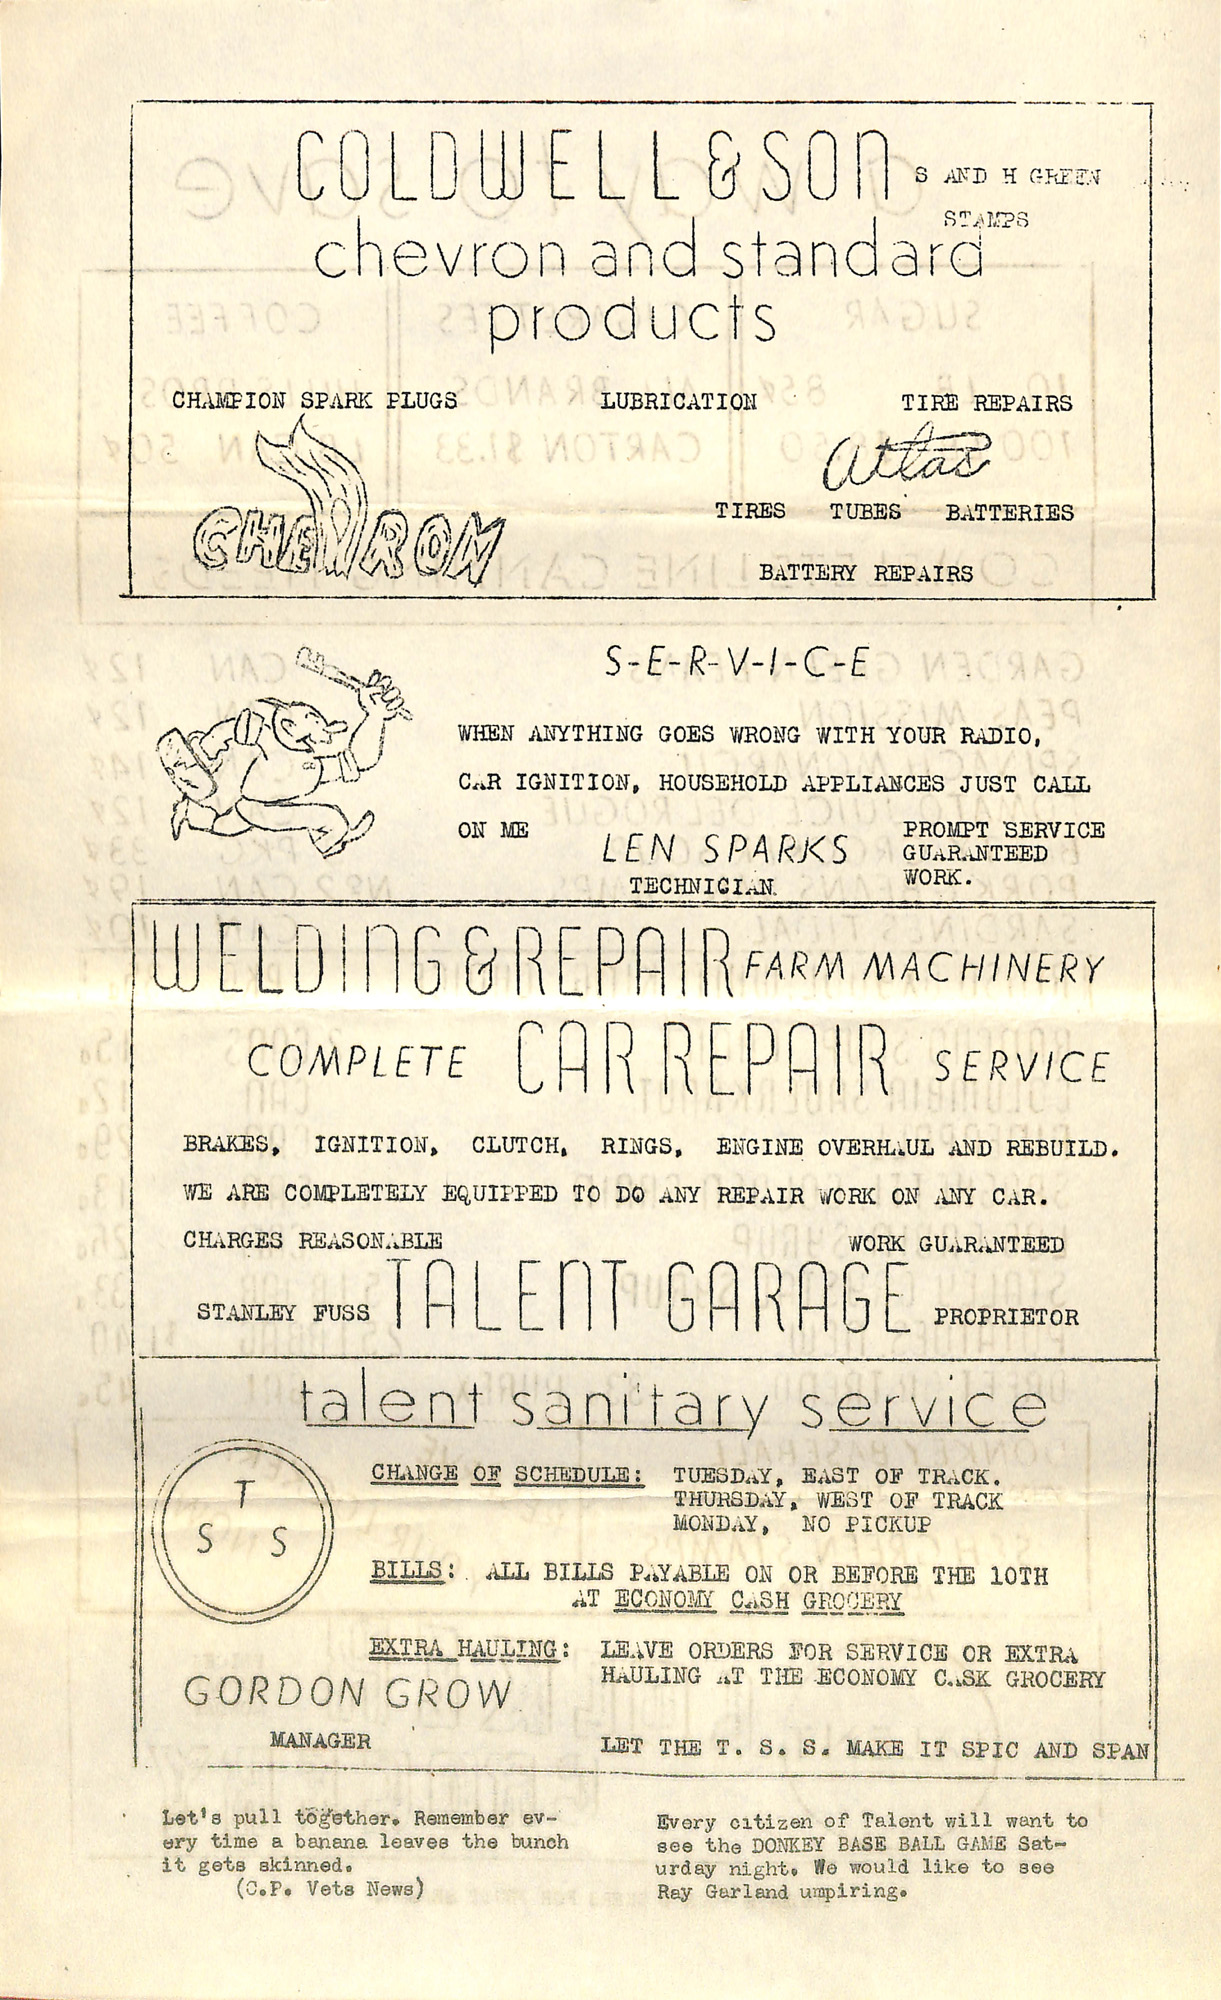 COLDWELL & SON S AND H GREEN
STAMPS
chevron and standard
products
CHAMPION SPARK PLUGS LUBRICATION TIRE REPAIRS
Atlas
CHEVRON
TIRES TUBES BATTERIES
BATTERY REPAIRS
S-E-R-V-I-C-E
WHEN ANYTHING GOES WRONG WITH YOUR RADIO,
CAR IGNITION, HOUSEHOLD APPLIANCES JUST CALL
ON ME
LEN SPARKS
TECHNICIAN
PROMPT SERVICE
GUARANTEED
WORK.
WELDING & REPAIR FARM MACHINERY
COMPLETE CAR REPAIR SERVICE
BRAKES, IGNITION, CLUTCH, RINGS, ENGINE OVERHAUL AND REBUILD.
WE ARE COMPLETELY EQUIPPED TO DO ANY REPAIR WORK ON ANY CAR.
CHARGES REASONABLE WORK GUARANTEED
STANLEY FUSS TALENT GARAGE PROPRIETOR
talent sanitary service
T
S S
CHANGE OF SCHEDULE: TUESDAY, EAST OF TRACK.
THURSDAY, WEST OF TRACK
MONDAY, NO PICKUP
BILLS: ALL BILLS PAYABLE ON OR BEFORE THE 10TH
AT ECONOMY CASH GROCERY
EXTRA HAULING: LEAVE ORDERS FOR SERVICE OR EXTRA
HAULING AT THE ECONOMY CASK GROCERY
GORDON GROW
MANAGER
LET THE T. S. S. MAKE IT SPIC AND SPAN
Let's pull together. Remember ev-
ery time a banana leaves the bunch
it gets skinned.
(C.P. Vets News)
Every citizen of Talent will want to
see the DONKEY BASE BALL GAME Sat-
urday night. We would like to see
Ray Garland umpiring.